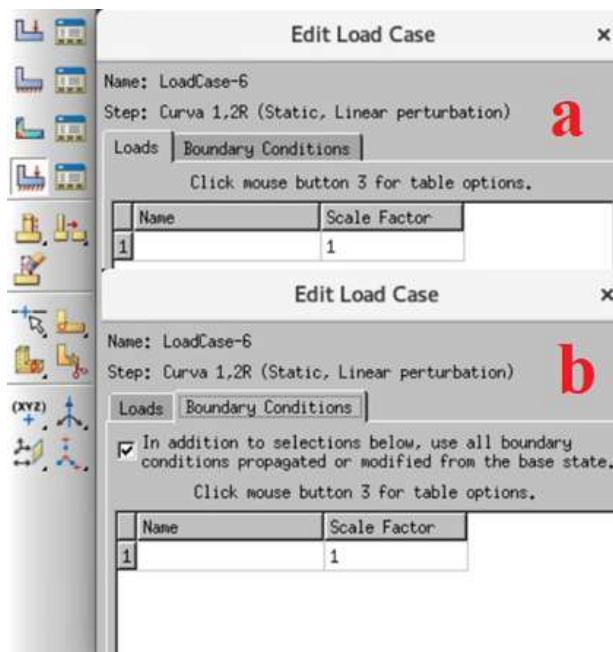 Edit Load Case ×
Name: LoadCase-6
Step: Curva 1,2R (Static, Linear perturbation)
a
Loads Boundary Conditions
Click mouse button 3 for table options.
Name Scale Factor
1 1
Edit Load Case ×
Name: LoadCase-6
Step: Curva 1,2R (Static, Linear perturbation)
b
Loads Boundary Conditions
In addition to selections below, use all boundary
conditions propagated or modified from the base state.
Click mouse button 3 for table options.
Name Scale Factor
1 1
(XYZ)